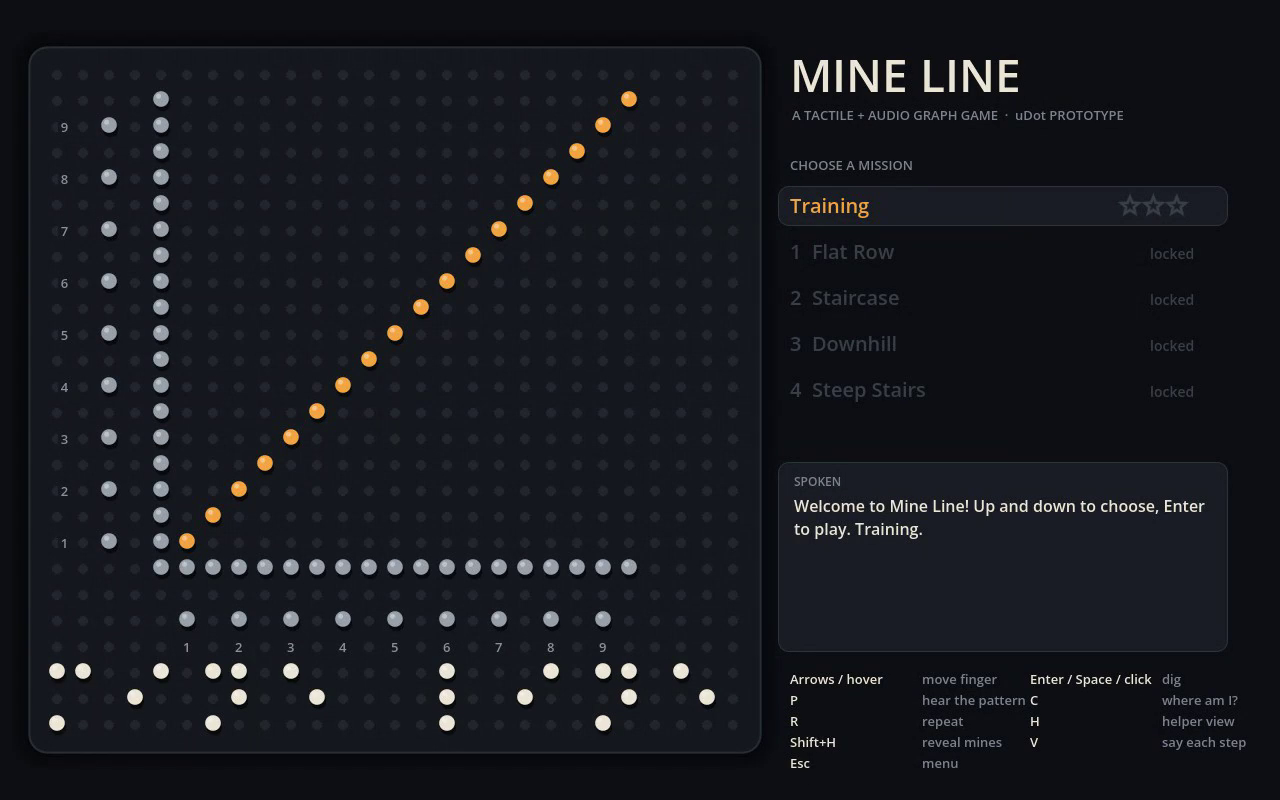 MINE LINE
A TACTILE + AUDIO GRAPH GAME · uDot PROTOTYPE
CHOOSE A MISSION
Training
1 Flat Row locked
2 Staircase locked
3 Downhill locked
4 Steep Stairs locked
SPOKEN
Welcome to Mine Line! Up and down to choose, Enter
to play. Training.
Arrows / hover move finger Enter / Space / click dig
P hear the pattern C where am I?
R repeat H helper view
Shift+H reveal mines V say each step
Esc menu
9
8
7
6
5
4
3
2
1
1 2 3 4 5 6 7 8 9
⠍⠊⠝⠑ ⠇⠊⠝⠑